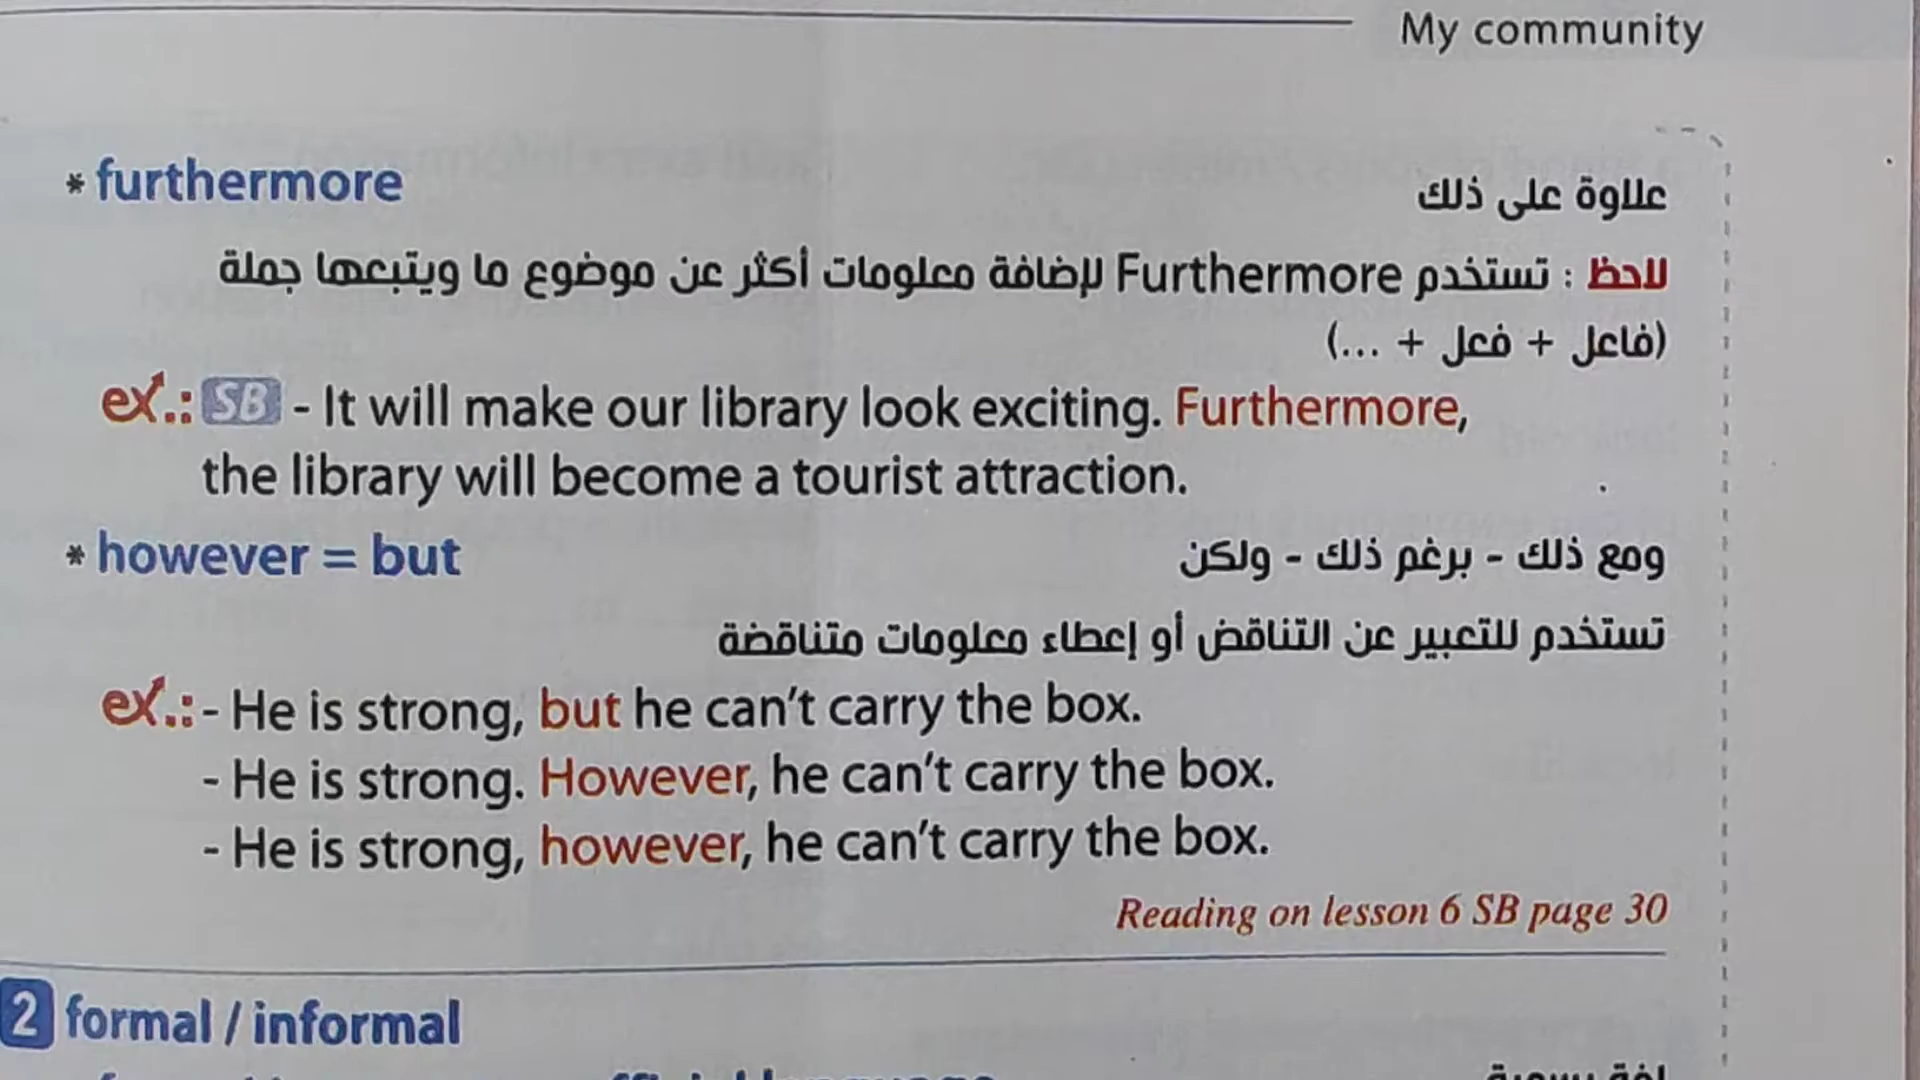 My community
* furthermore علاوة على ذلك
لاحظ : تستخدم Furthermore لإضافة معلومات أكثر عن موضوع ما ويتبعها جملة
(فاعل + فعل + ...)
ex.: SB - It will make our library look exciting. Furthermore,
the library will become a tourist attraction.
* however = but ومع ذلك - برغم ذلك - ولكن
تستخدم للتعبير عن التناقض أو إعطاء معلومات متناقضة
ex.: - He is strong, but he can't carry the box.
- He is strong. However, he can't carry the box.
- He is strong, however, he can't carry the box.
Reading on lesson 6 SB page 30
2 formal / informal